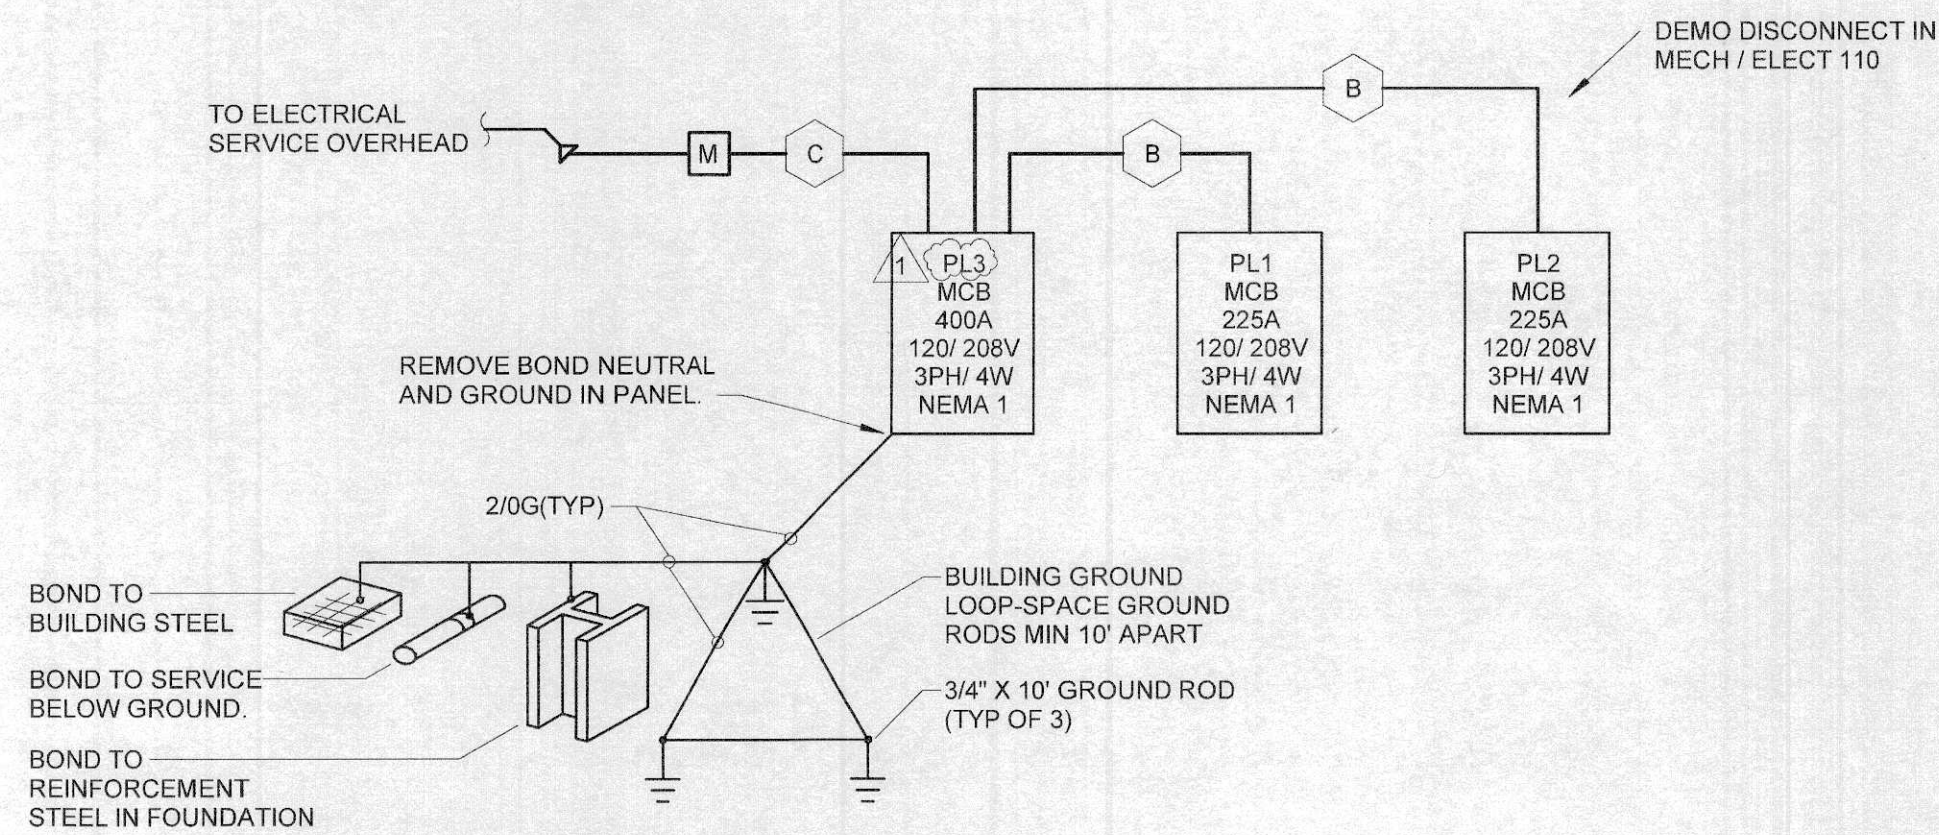 DEMO DISCONNECT IN
MECH / ELECT 110
TO ELECTRICAL
SERVICE OVERHEAD
M
C
B
B
1
PL3
MCB
400A
120/ 208V
3PH/ 4W
NEMA 1
PL1
MCB
225A
120/ 208V
3PH/ 4W
NEMA 1
PL2
MCB
225A
120/ 208V
3PH/ 4W
NEMA 1
REMOVE BOND NEUTRAL
AND GROUND IN PANEL.
2/0G(TYP)
BOND TO
BUILDING STEEL
BOND TO SERVICE
BELOW GROUND.
BOND TO
REINFORCEMENT
STEEL IN FOUNDATION
BUILDING GROUND
LOOP-SPACE GROUND
RODS MIN 10' APART
3/4" X 10' GROUND ROD
(TYP OF 3)